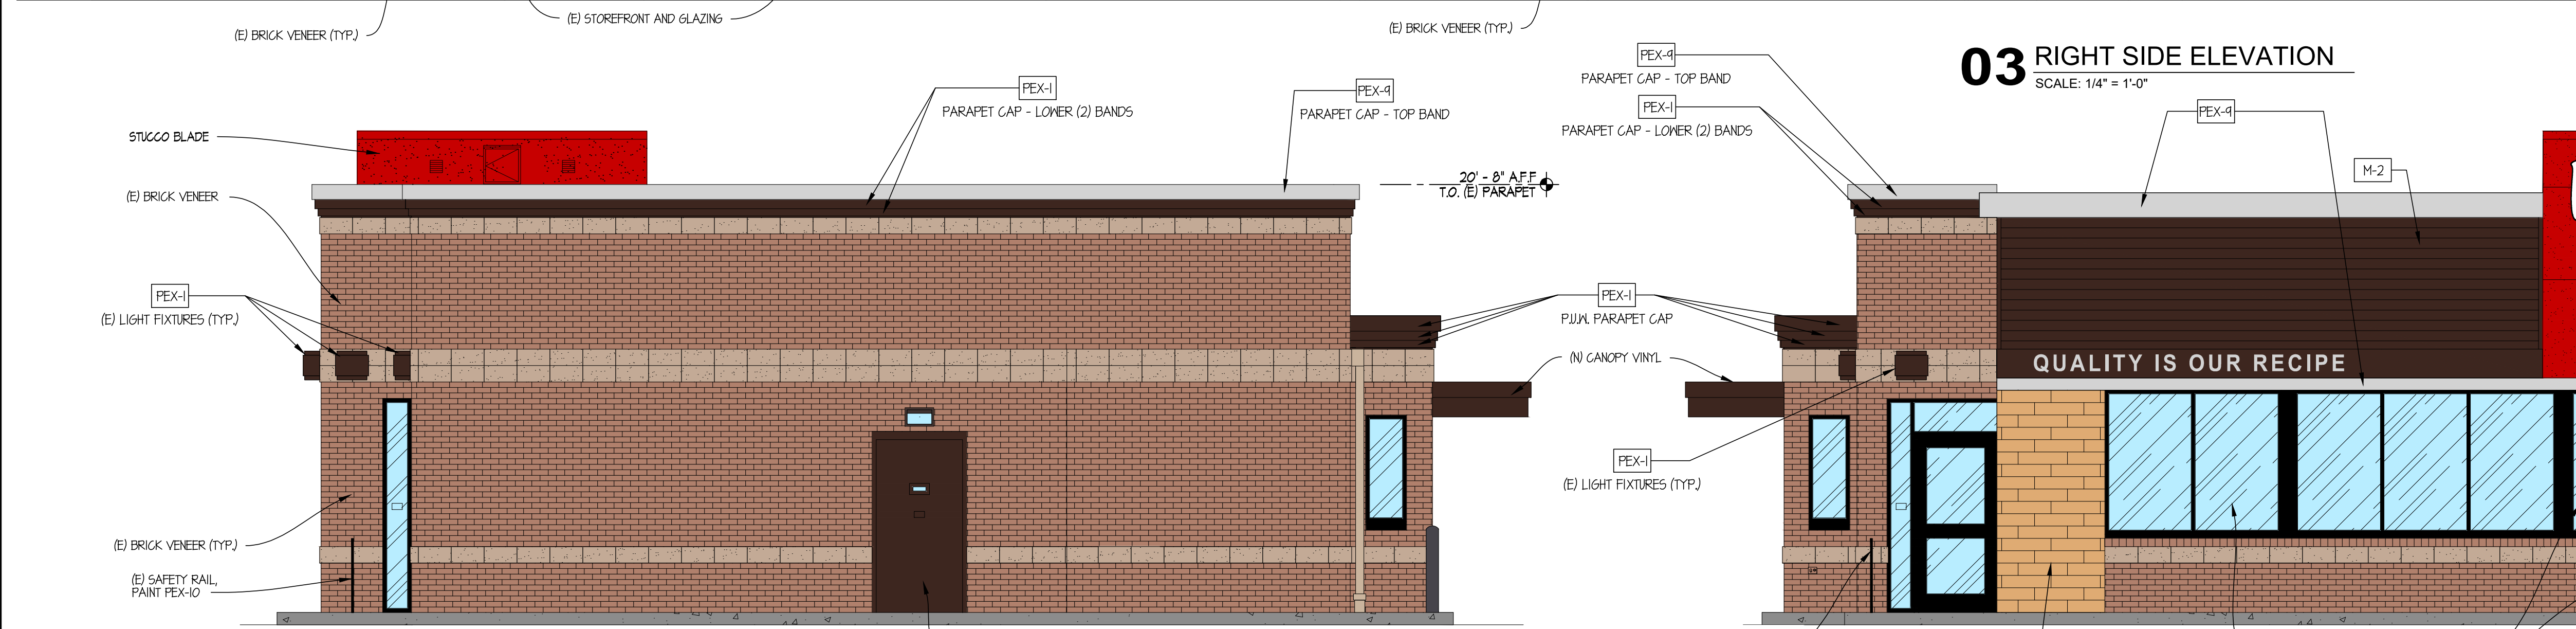 (E) STOREFRONT AND GLAZING
(E) BRICK VENEER (TYP.)
(E) BRICK VENEER (TYP.)
03 RIGHT SIDE ELEVATION
SCALE: 1/4" = 1'-0"
PEX-1
PARAPET CAP - LOWER (2) BANDS
PEX-9
PARAPET CAP - TOP BAND
PEX-9
PARAPET CAP - TOP BAND
PEX-1
PARAPET CAP - LOWER (2) BANDS
PEX-9
M-2
STUCCO BLADE
20' - 8" A.F.F
T.O. (E) PARAPET
(E) BRICK VENEER
PEX-1
(E) LIGHT FIXTURES (TYP.)
PEX-1
P.U.W. PARAPET CAP
(N) CANOPY VINYL
QUALITY IS OUR RECIPE
PEX-1
(E) LIGHT FIXTURES (TYP.)
(E) BRICK VENEER (TYP.)
(E) SAFETY RAIL,
PAINT PEX-10